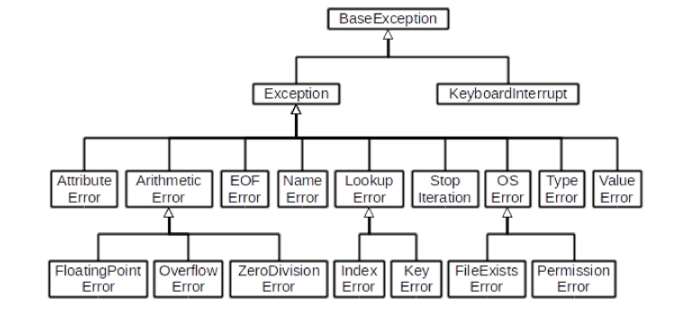 BaseException
Exception
KeyboardInterrupt
Attribute
Error
Arithmetic
Error
EOF
Error
Name
Error
Lookup
Error
Stop
Iteration
OS
Error
Type
Error
Value
Error
FloatingPoint
Error
Overflow
Error
ZeroDivision
Error
Index
Error
Key
Error
FileExists
Error
Permission
Error